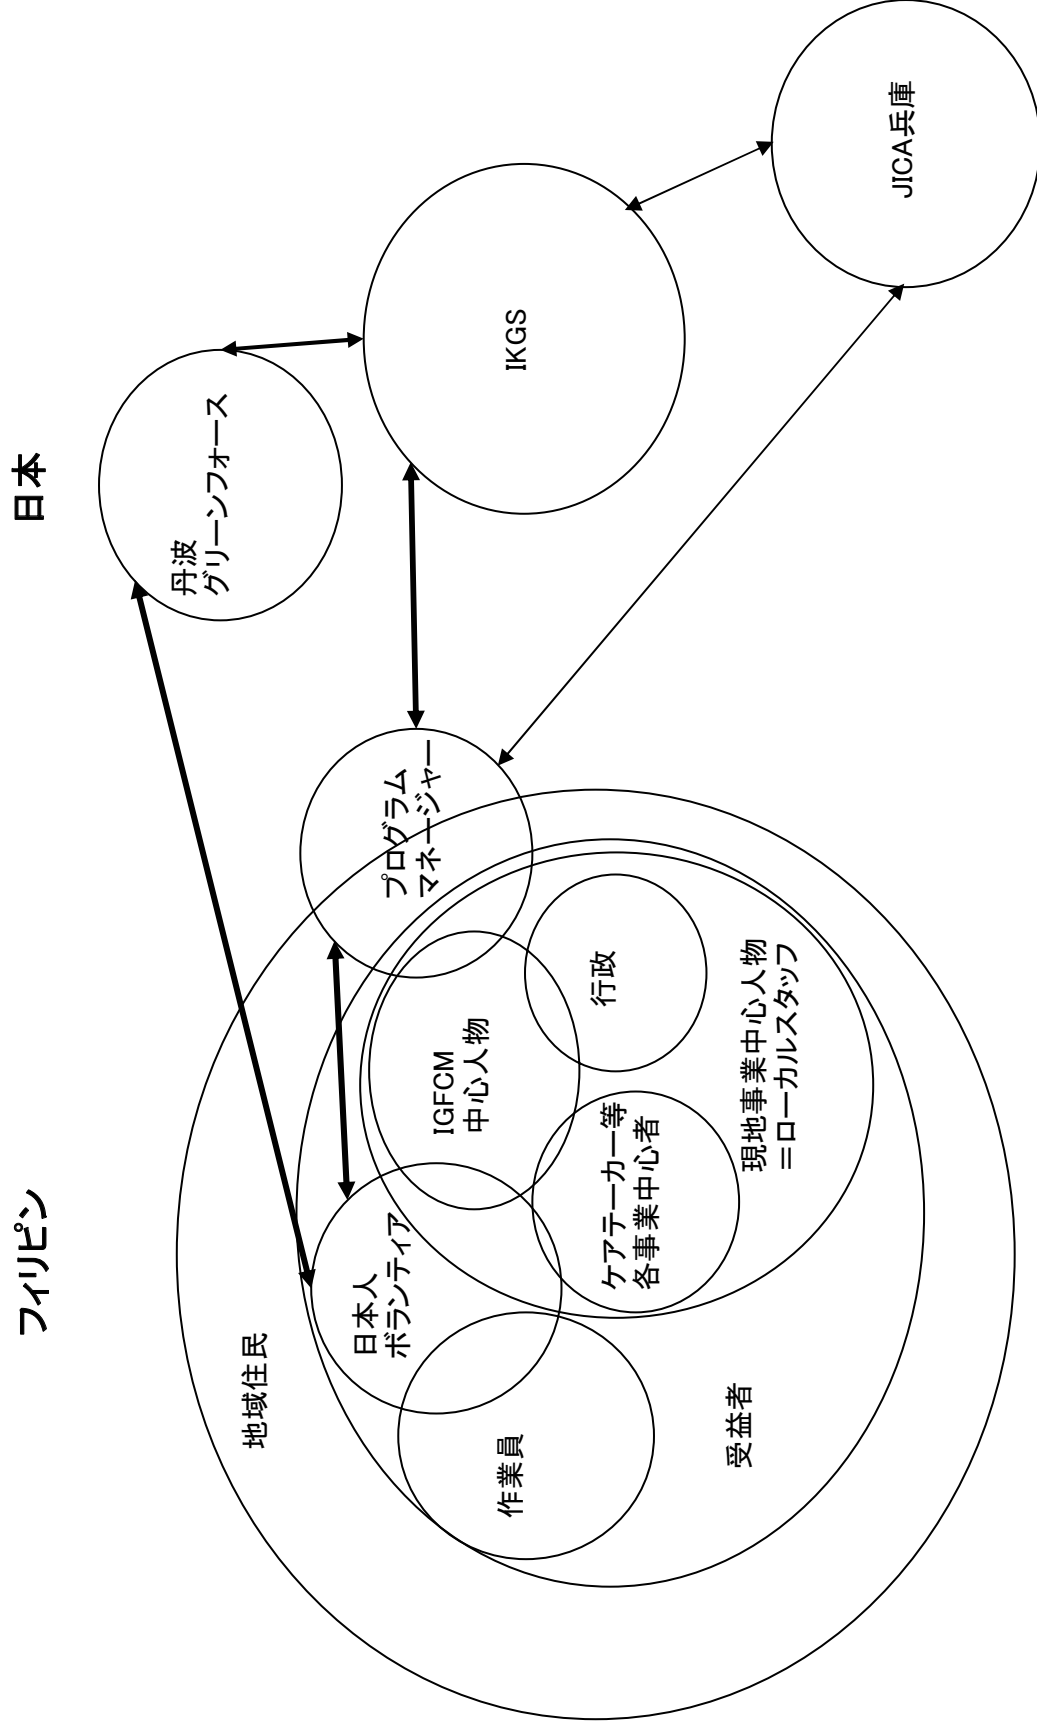 フィリピン
日本
地域住民
日本人
ボランティア
作業員
受益者
IGFCM
中心人物
ケアテーカー等
各事業中心者
行政
現地事業中心人物
＝ローカルスタッフ
プログラム
マネージャー
丹波
グリーンフォース
IKGS
JICA兵庫